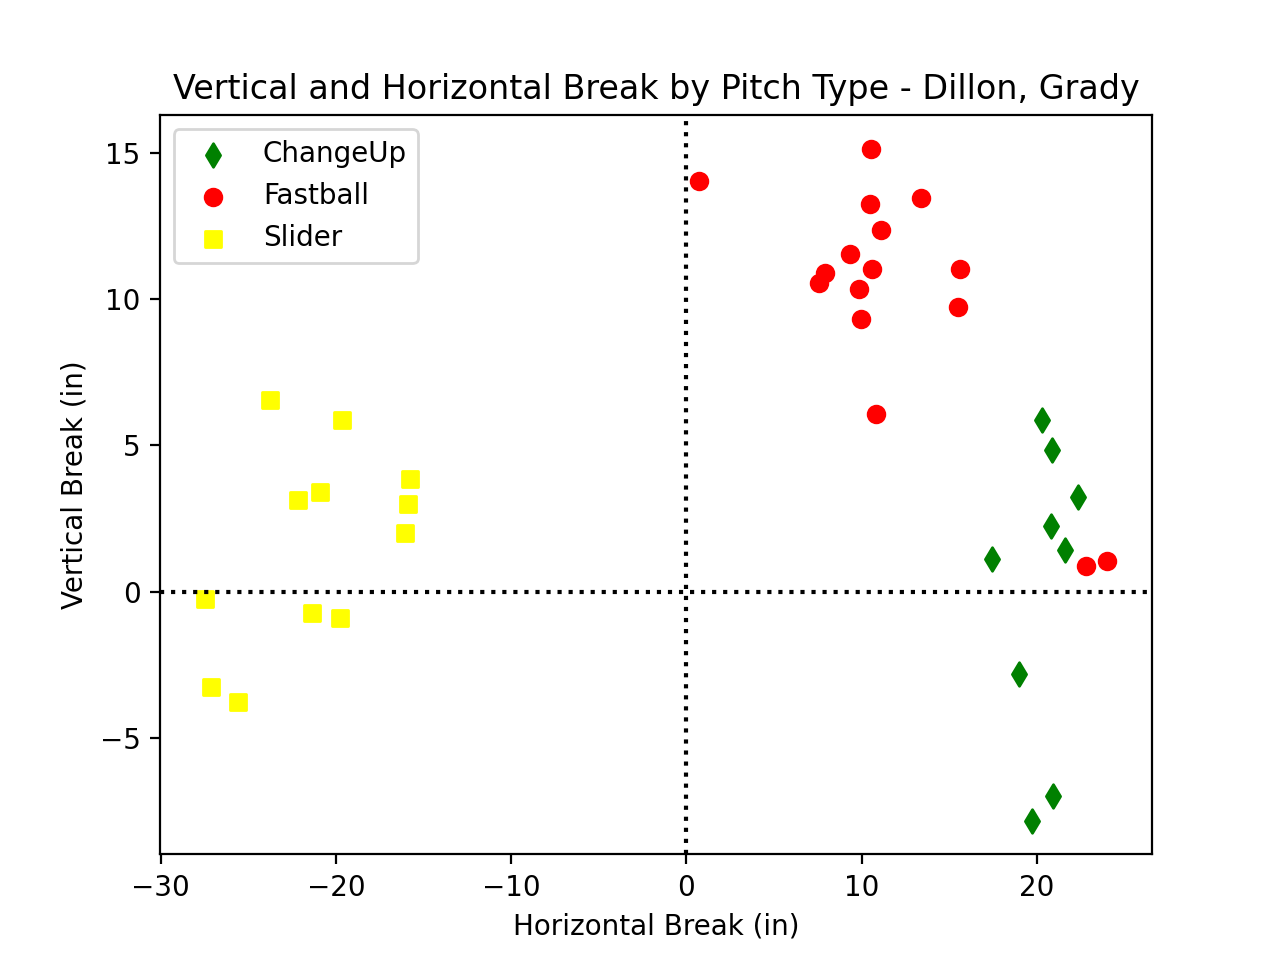 Vertical and Horizontal Break by Pitch Type - Dillon, Grady
ChangeUp
Fastball
Slider
15
10
5
0
−5
Vertical Break (in)
−30
−20
−10
0
10
20
Horizontal Break (in)